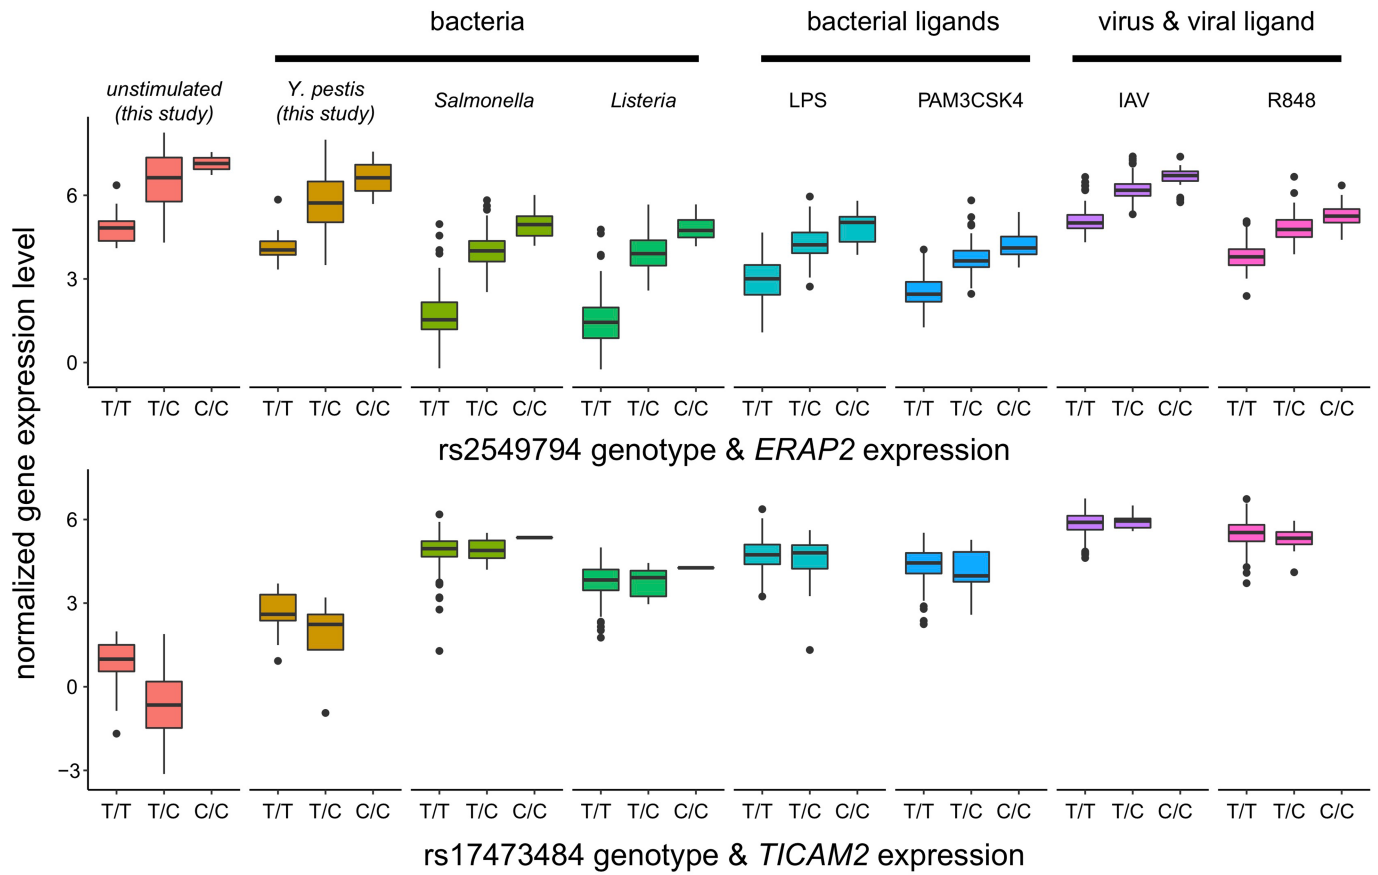 bacteria bacterial ligands virus & viral ligand
unstimulated (this study) Y. pestis (this study) Salmonella Listeria LPS PAM3CSK4 IAV R848
normalized gene expression level
6
3
0
T/T T/C C/C T/T T/C C/C T/T T/C C/C T/T T/C C/C T/T T/C C/C T/T T/C C/C T/T T/C C/C T/T T/C C/C
rs2549794 genotype & ERAP2 expression
6
3
0
−3
T/T T/C C/C T/T T/C C/C T/T T/C C/C T/T T/C C/C T/T T/C C/C T/T T/C C/C T/T T/C C/C T/T T/C C/C
rs17473484 genotype & TICAM2 expression